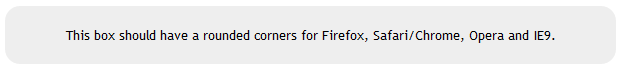 This box should have a rounded corners for Firefox, Safari/Chrome, Opera and IE9.